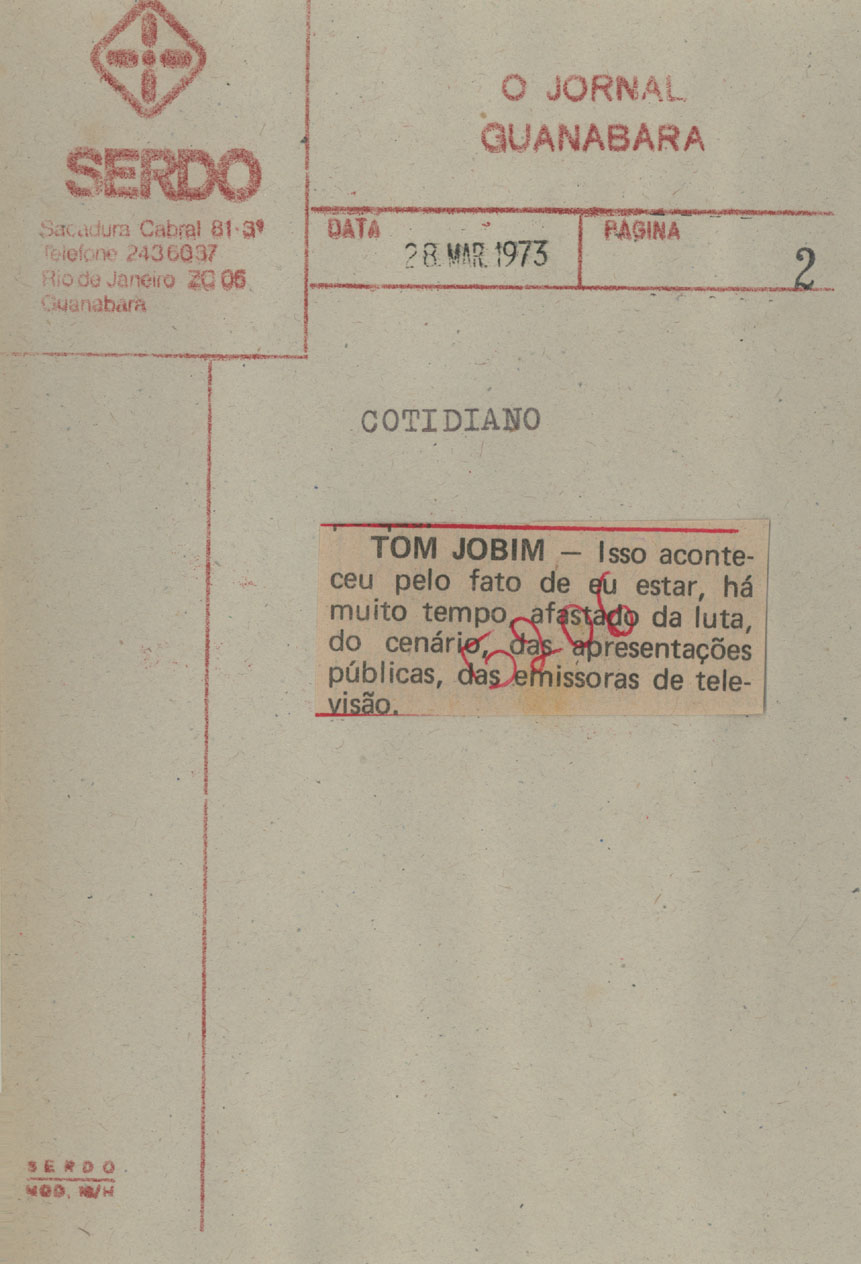 SERDO
Sacadura Cabral 81-3º
Telefone 2436037
Rio de Janeiro ZC 06
Guanabara
O JORNAL
GUANABARA
DATA
28 MAR. 1973
PAGINA
2
COTIDIANO
TOM JOBIM — Isso aconte-
ceu pelo fato de eu estar, há
muito tempo, afastado da luta,
do cenário, das apresentações
públicas, das emissoras de tele-
visão.
5206
SERDO
MOD.